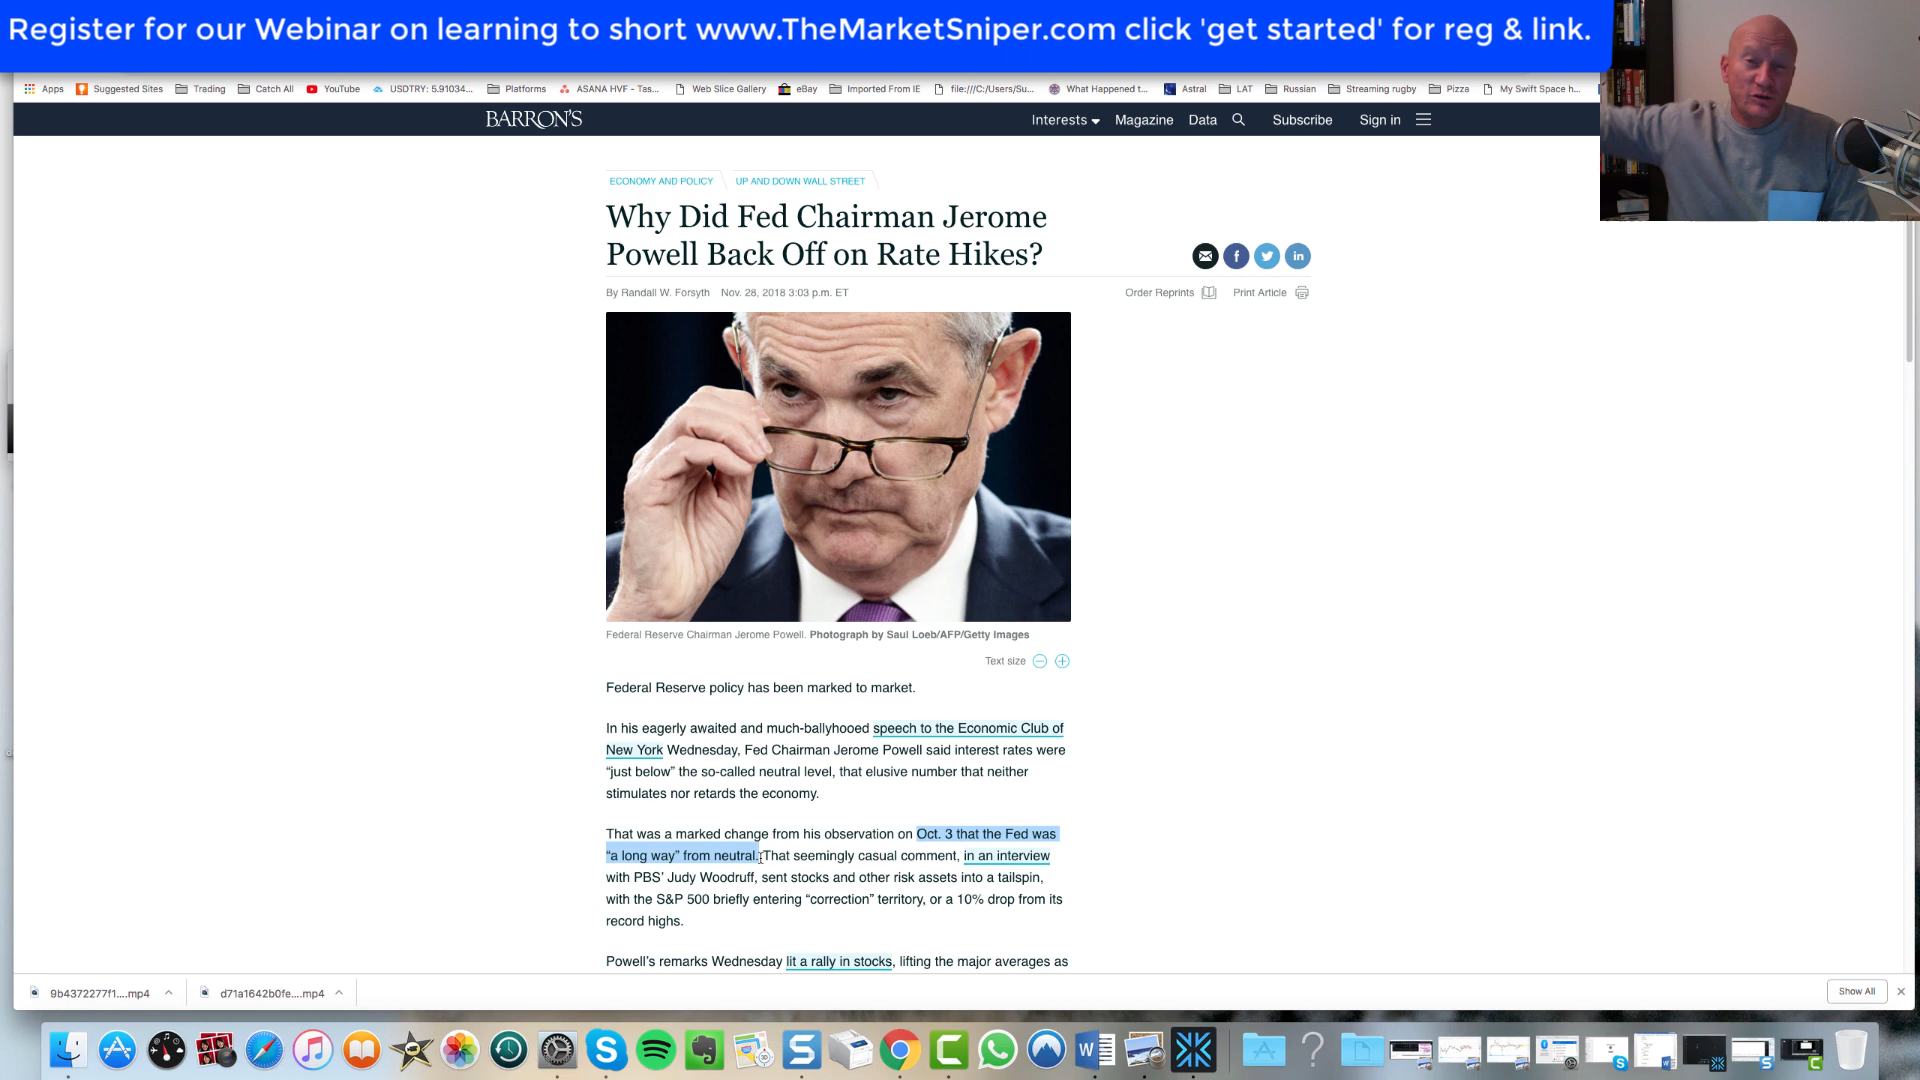 Register for our Webinar on learning to short www.TheMarketSniper.com click 'get started' for reg & link.
Apps Suggested Sites Trading Catch All YouTube USDTRY: 5.91034... Platforms ASANA HVF - Tas... Web Slice Gallery eBay Imported From IE file:///C:/Users/Su... What Happened t... Astral LAT Russian Streaming rugby Pizza My Swift Space h...
BARRON'S Interests Magazine Data Subscribe Sign in
ECONOMY AND POLICY UP AND DOWN WALL STREET
Why Did Fed Chairman Jerome
Powell Back Off on Rate Hikes?
By Randall W. Forsyth Nov. 28, 2018 3:03 p.m. ET Order Reprints Print Article
Federal Reserve Chairman Jerome Powell. Photograph by Saul Loeb/AFP/Getty Images
Text size
Federal Reserve policy has been marked to market.
In his eagerly awaited and much-ballyhooed speech to the Economic Club of
New York Wednesday, Fed Chairman Jerome Powell said interest rates were
“just below” the so-called neutral level, that elusive number that neither
stimulates nor retards the economy.
That was a marked change from his observation on Oct. 3 that the Fed was
“a long way” from neutral. That seemingly casual comment, in an interview
with PBS’ Judy Woodruff, sent stocks and other risk assets into a tailspin,
with the S&P 500 briefly entering “correction” territory, or a 10% drop from its
record highs.
Powell’s remarks Wednesday lit a rally in stocks, lifting the major averages as
9b4372277f1....mp4 d71a1642b0fe....mp4 Show All